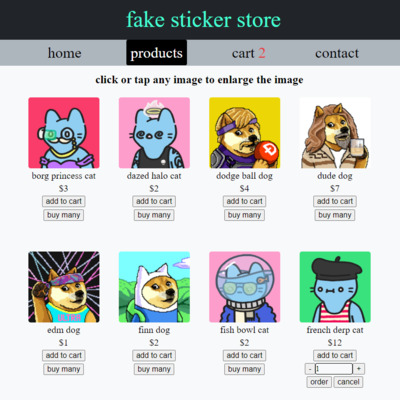 fake sticker store
home products cart 2 contact
click or tap any image to enlarge the image
borg princess cat dazed halo cat dodge ball dog dude dog
$3 $2 $4 $7
add to cart add to cart add to cart add to cart
buy many buy many buy many buy many
edm dog finn dog fish bowl cat french derp cat
$1 $2 $2 $12
add to cart add to cart add to cart add to cart
buy many buy many buy many - 1 +
order cancel